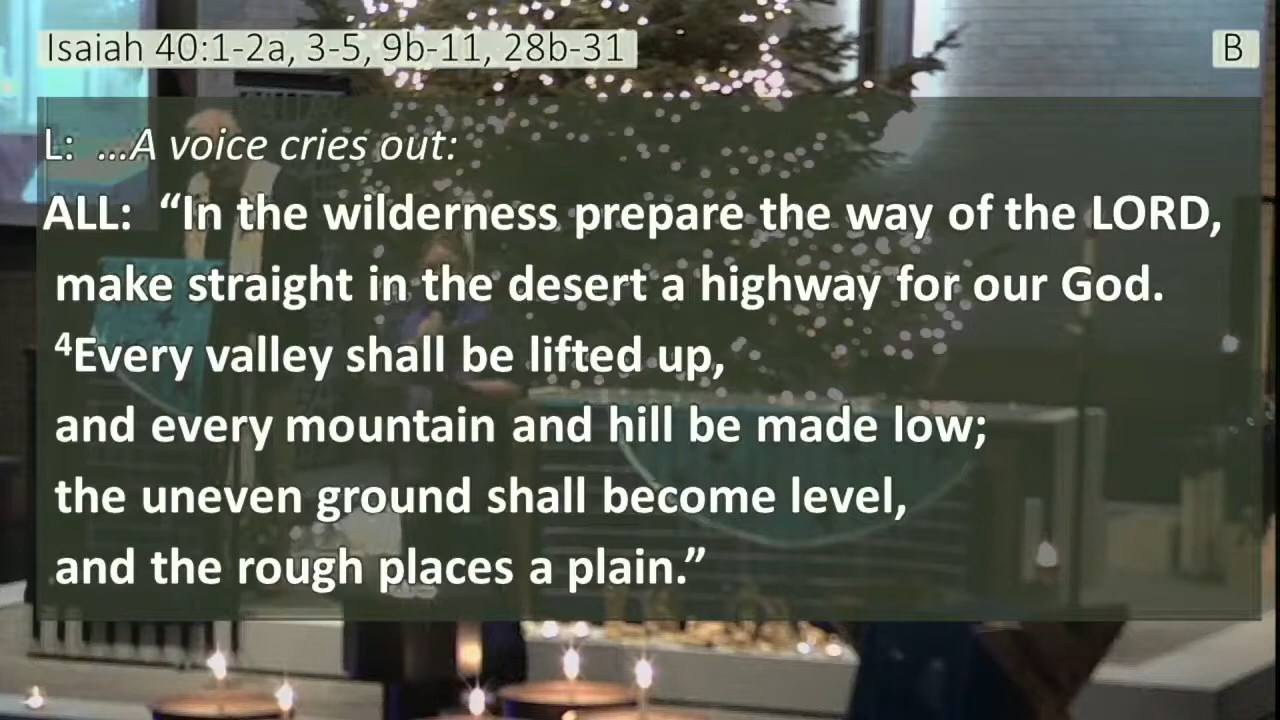 Isaiah 40:1-2a, 3-5, 9b-11, 28b-31
B
L: ...A voice cries out:
ALL: “In the wilderness prepare the way of the LORD,
make straight in the desert a highway for our God.
⁴Every valley shall be lifted up,
and every mountain and hill be made low;
the uneven ground shall become level,
and the rough places a plain.”